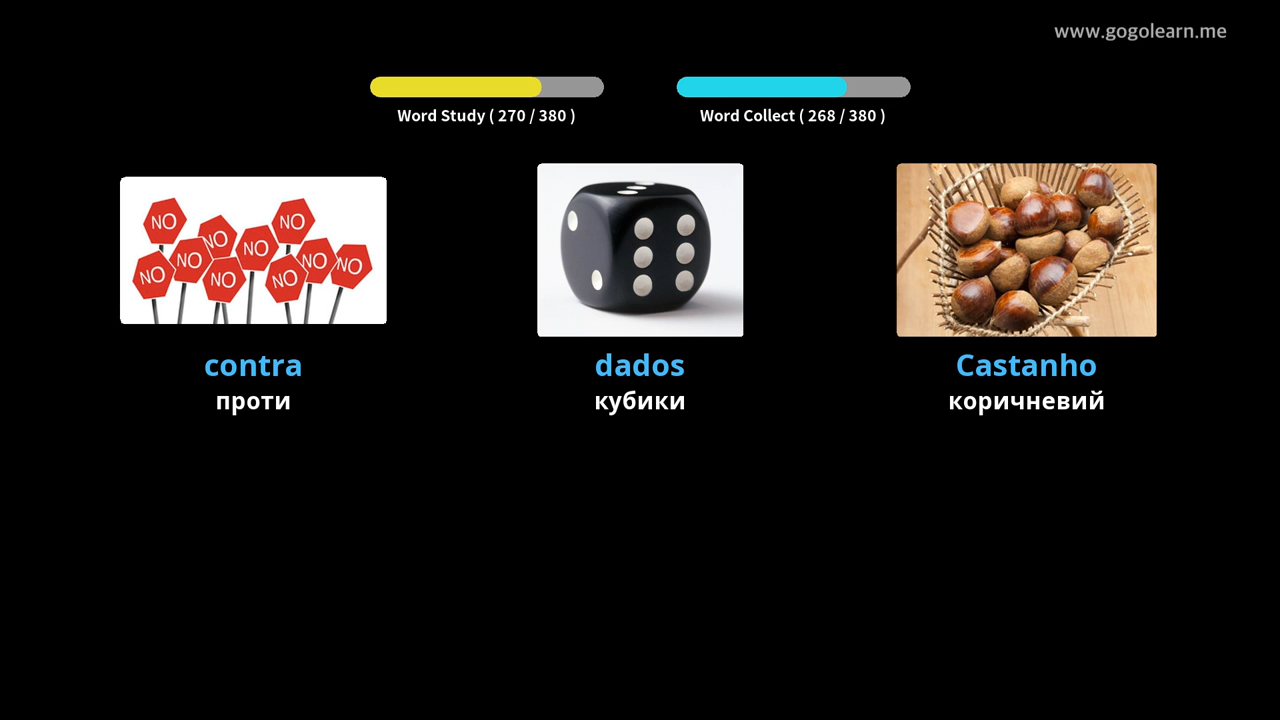 www.gogolearn.me
Word Study ( 270 / 380 )
Word Collect ( 268 / 380 )
NO
NO
NO
NO
NO
NO
NO
NO
NO
contra
проти
dados
кубики
Castanho
коричневий